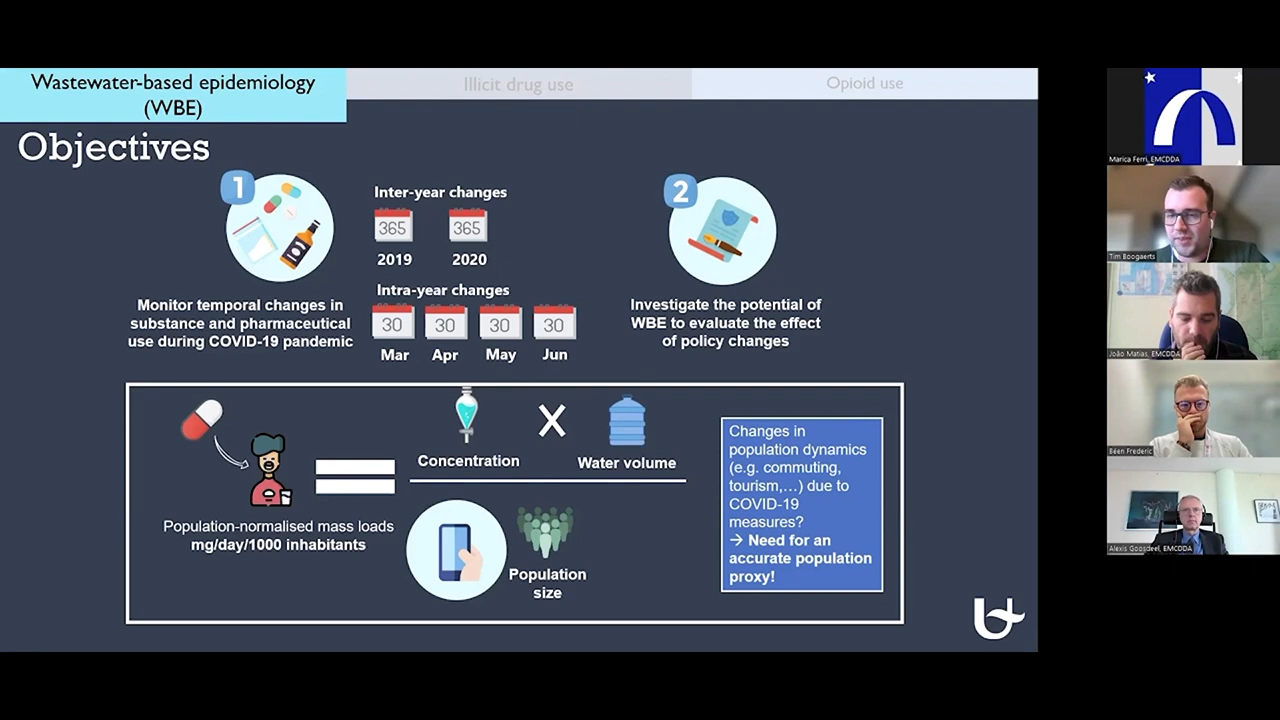 Wastewater-based epidemiology
(WBE)
Illicit drug use
Opioid use
Objectives
1
Inter-year changes
365
365
2019
2020
Intra-year changes
30
30
30
30
Mar
Apr
May
Jun
Monitor temporal changes in
substance and pharmaceutical
use during COVID-19 pandemic
2
Investigate the potential of
WBE to evaluate the effect
of policy changes
Population-normalised mass loads
mg/day/1000 inhabitants
Concentration
X
Water volume
Population
size
Changes in
population dynamics
(e.g. commuting,
tourism,...) due to
COVID-19
measures?
→ Need for an
accurate population
proxy!
Marica Ferri, EMCDDA
Tim Boogaerts
João Matias, EMCDDA
Béen Frederic
Alexis Goosdeel, EMCDDA